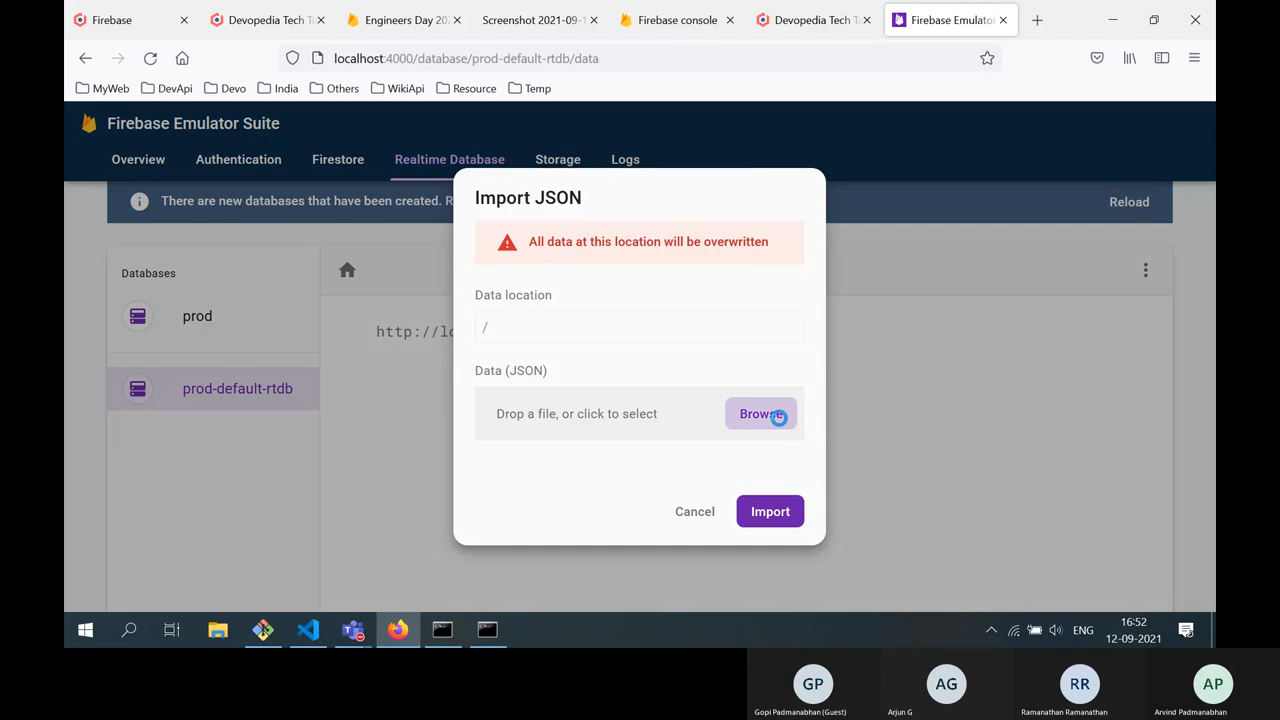 Firebase
Devopedia Tech T
Engineers Day 202
Screenshot 2021-09-1
Firebase console
Devopedia Tech T
Firebase Emulator
localhost:4000/database/prod-default-rtdb/data
MyWeb
DevApi
Devo
India
Others
WikiApi
Resource
Temp
Firebase Emulator Suite
Overview
Authentication
Firestore
Realtime Database
Storage
Logs
There are new databases that have been created. R
Reload
Import JSON
All data at this location will be overwritten
Databases
prod
prod-default-rtdb
http://lo
Data location
/
Data (JSON)
Drop a file, or click to select
Browse
Cancel
Import
ENG
16:52
12-09-2021
GP
AG
RR
AP
Gopi Padmanabhan (Guest)
Arjun G
Ramanathan Ramanathan
Arvind Padmanabhan